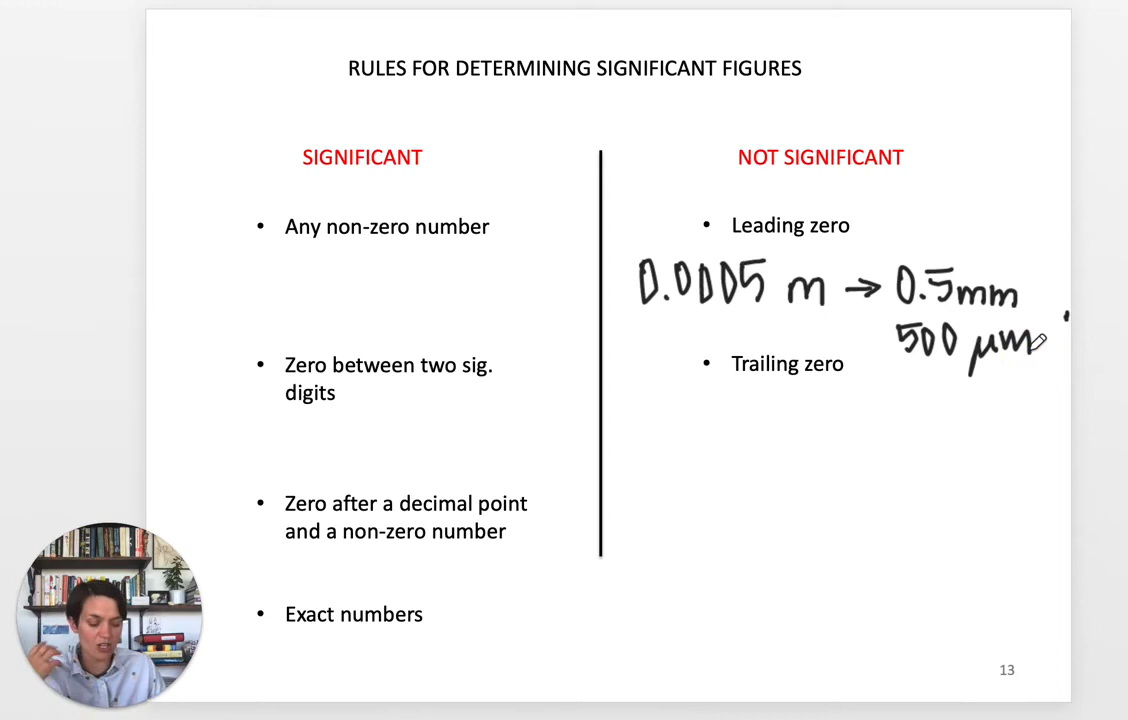 RULES FOR DETERMINING SIGNIFICANT FIGURES
SIGNIFICANT
• Any non-zero number
• Zero between two sig.
digits
• Zero after a decimal point
and a non-zero number
• Exact numbers
NOT SIGNIFICANT
• Leading zero
0.0005 m → 0.5mm
500 μm
• Trailing zero
13